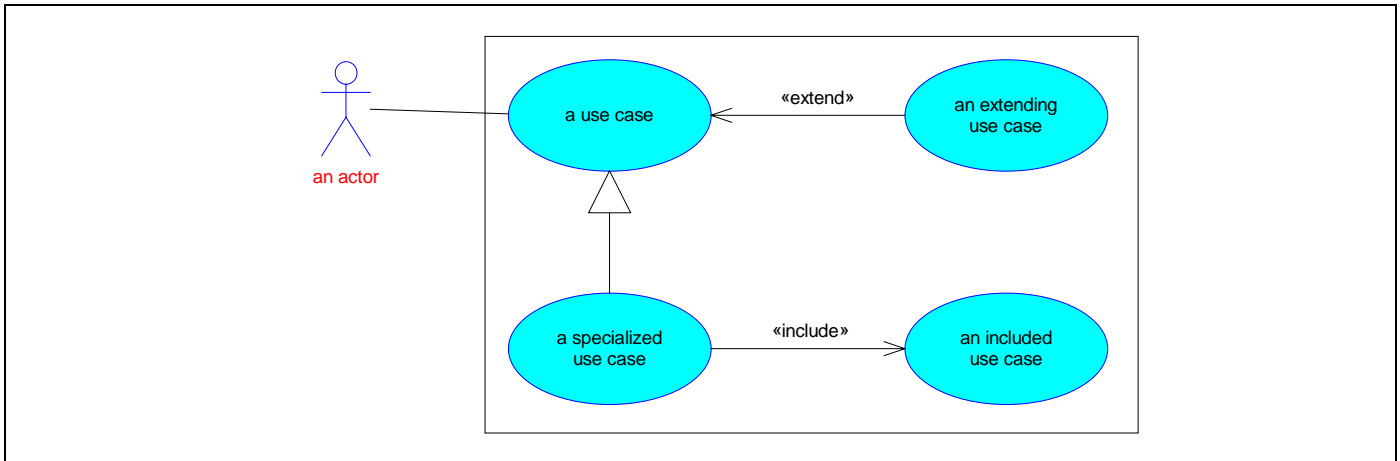 «extend»
a use case
an extending
use case
an actor
«include»
a specialized
use case
an included
use case